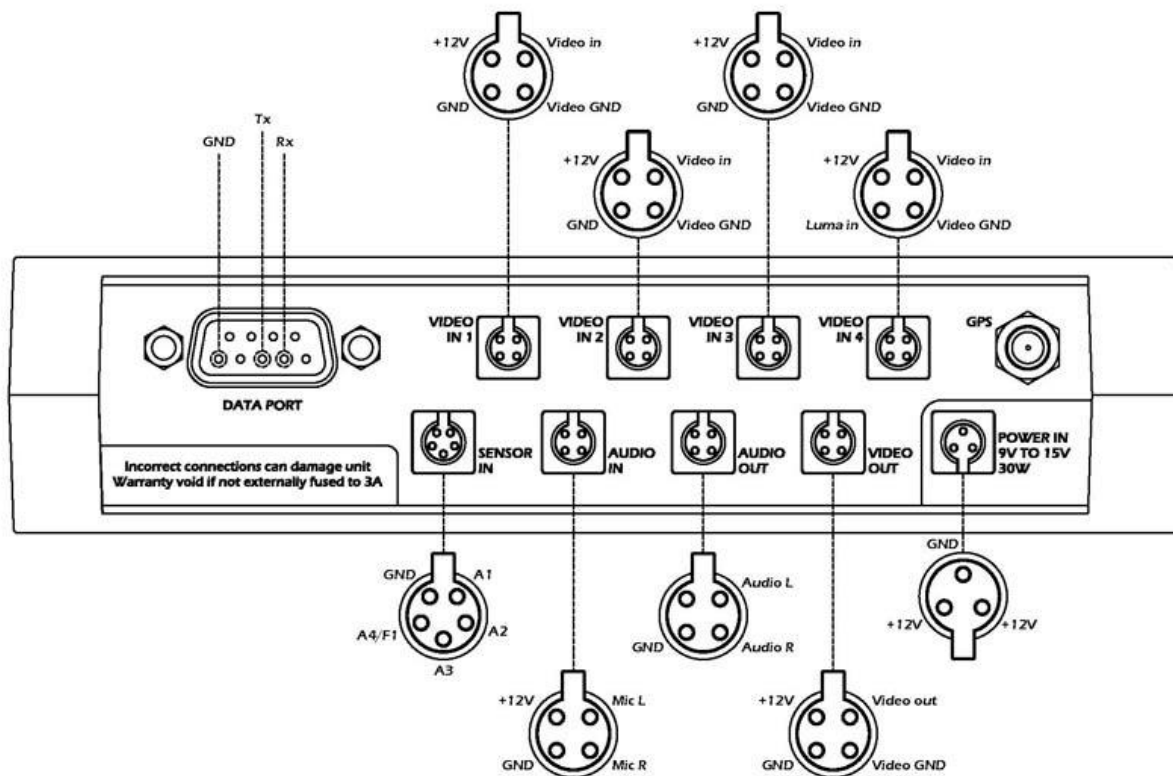 +12V
Video in
GND
Video GND
+12V
Video in
GND
Video GND
Tx
GND
Rx
+12V
Video in
GND
Video GND
+12V
Video in
Luma in
Video GND
VIDEO
IN 1
VIDEO
IN 2
VIDEO
IN 3
VIDEO
IN 4
GPS
DATA PORT
SENSOR
IN
AUDIO
IN
AUDIO
OUT
VIDEO
OUT
POWER IN
9V TO 15V
30W
Incorrect connections can damage unit
Warranty void if not externally fused to 3A
GND
A1
A4/F1
A2
A3
Audio L
GND
Audio R
GND
+12V
+12V
+12V
Mic L
GND
Mic R
+12V
Video out
GND
Video GND